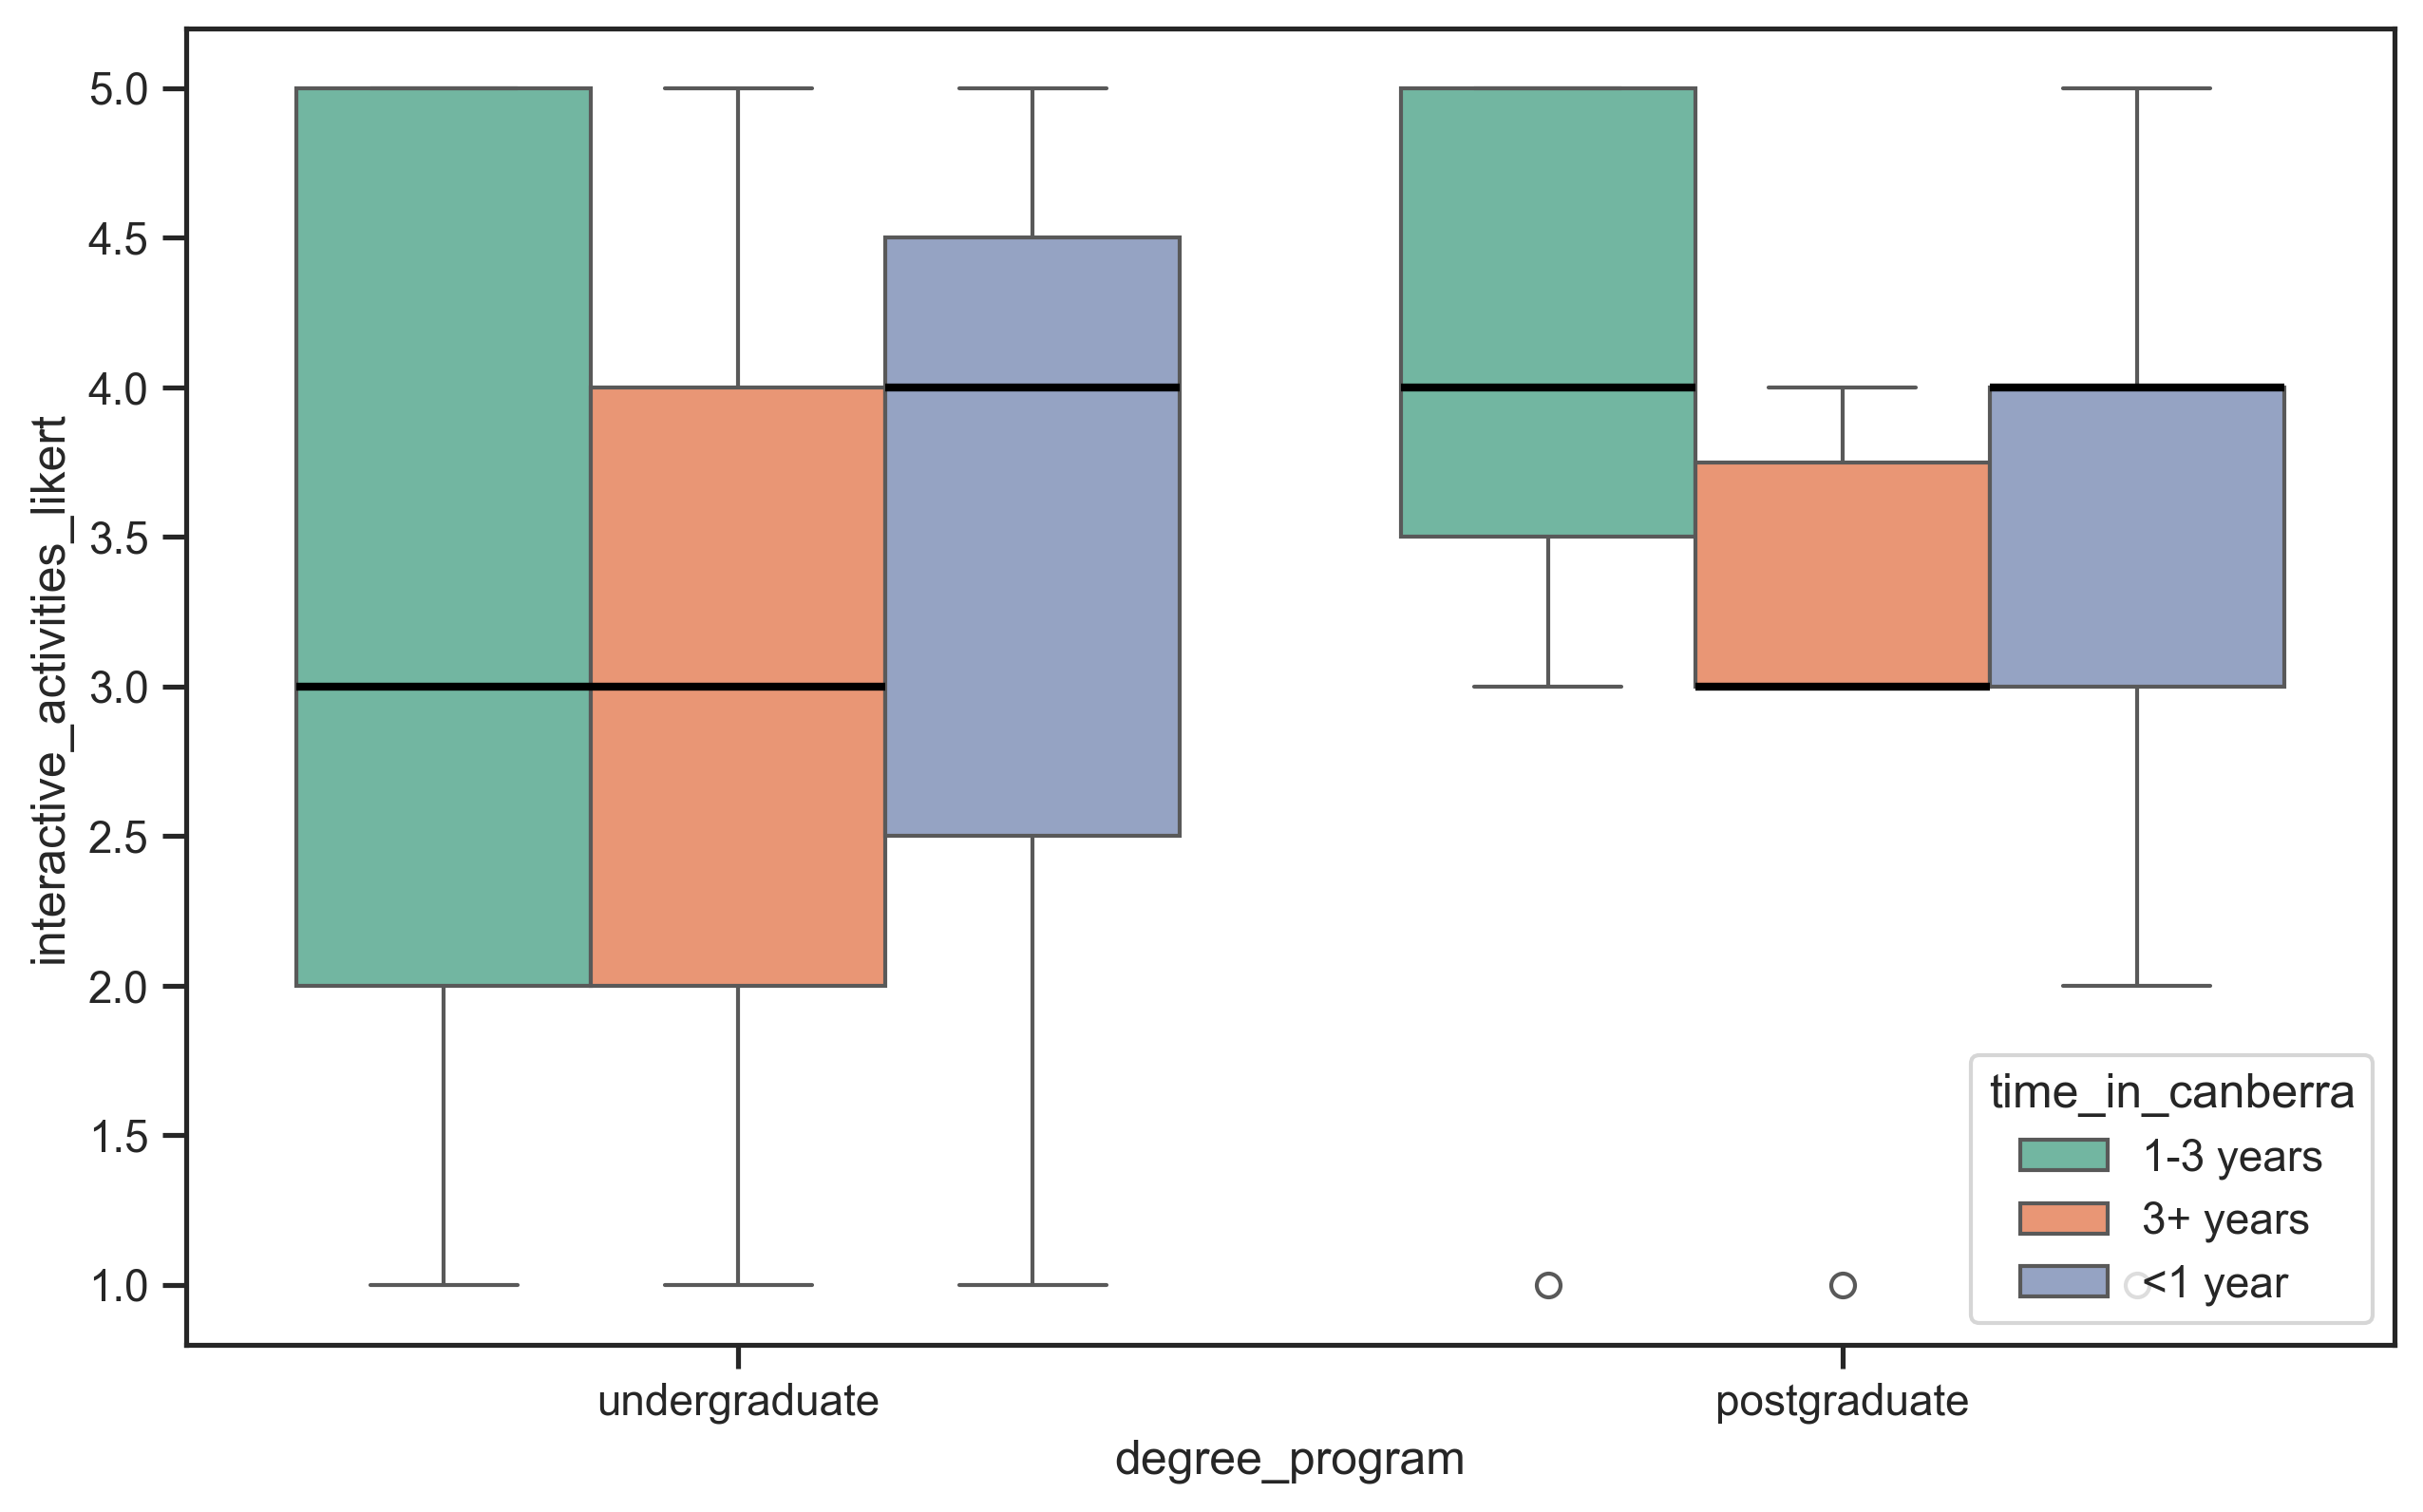 interactive_activities_likert
5.0
4.5
4.0
3.5
3.0
2.5
2.0
1.5
1.0
time_in_canberra
1-3 years
3+ years
<1 year
undergraduate
postgraduate
degree_program